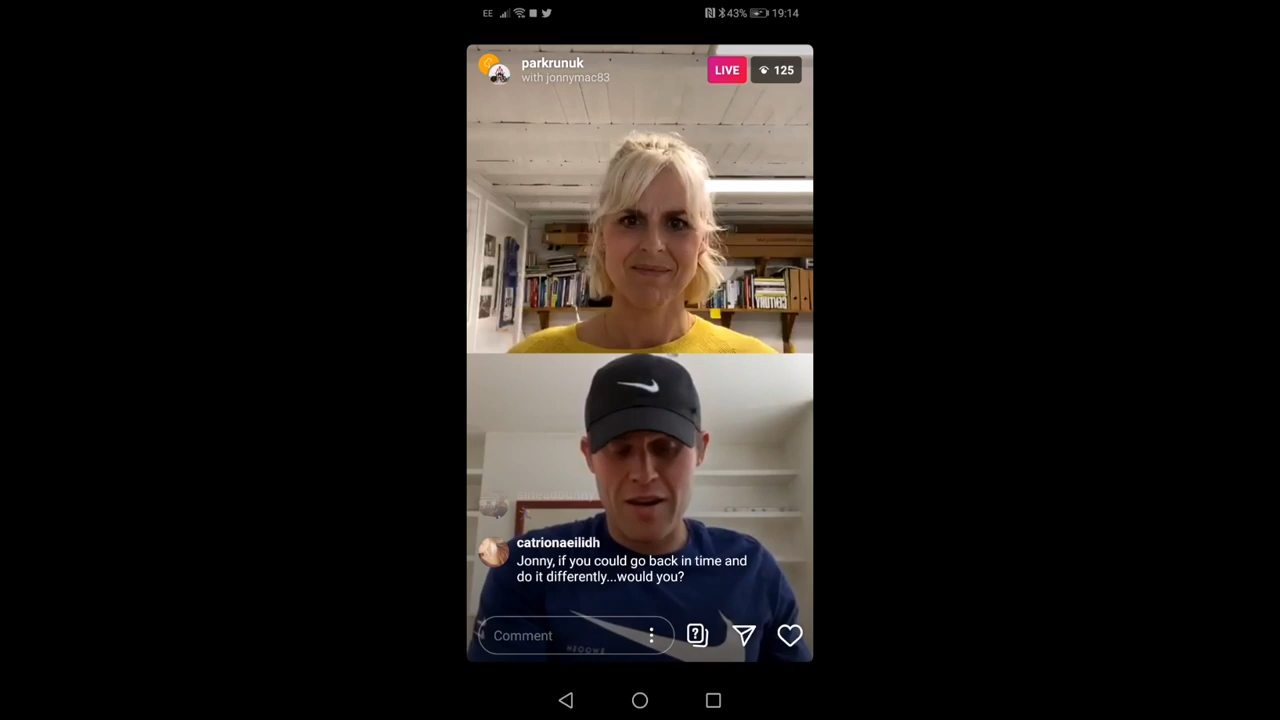 EE
43%
19:14
parkrunuk
with jonnymac83
LIVE
125
CENTURY
catrionaeilidh
Jonny, if you could go back in time and
do it differently...would you?
Comment